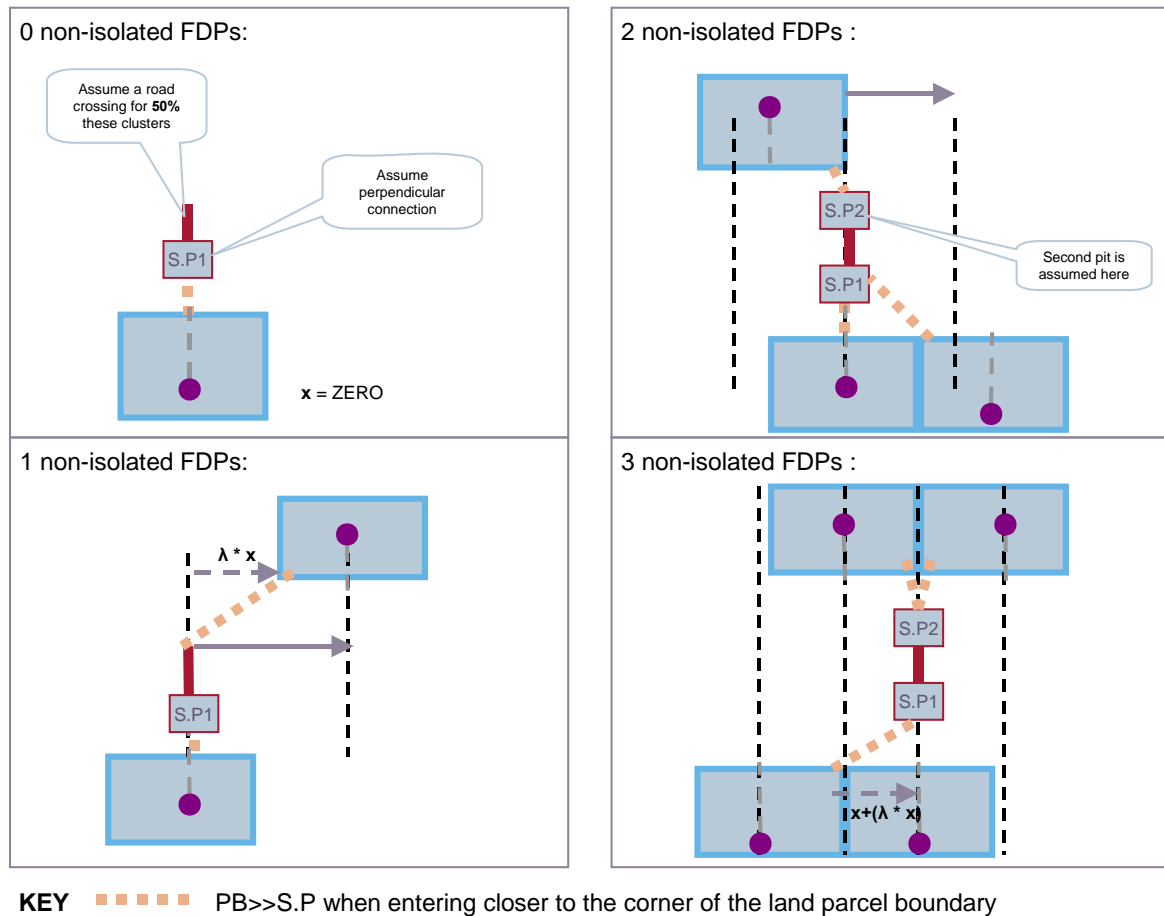 0 non-isolated FDPs:
Assume a road
crossing for 50%
these clusters
Assume
perpendicular
connection
S.P1
x = ZERO
2 non-isolated FDPs :
S.P2
S.P1
Second pit is
assumed here
1 non-isolated FDPs:
λ * x
S.P1
3 non-isolated FDPs :
S.P2
S.P1
x+(λ * x)
KEY PB>>S.P when entering closer to the corner of the land parcel boundary